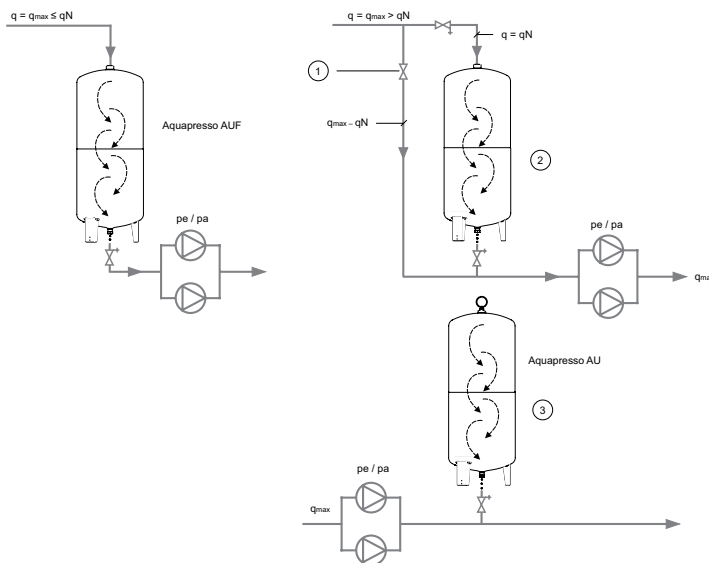 q = qmax ≤ qN
Aquapresso AUF
pe / pa
q = qmax > qN
q = qN
1
qmax – qN
2
pe / pa
qma
Aquapresso AU
3
pe / pa
qmax